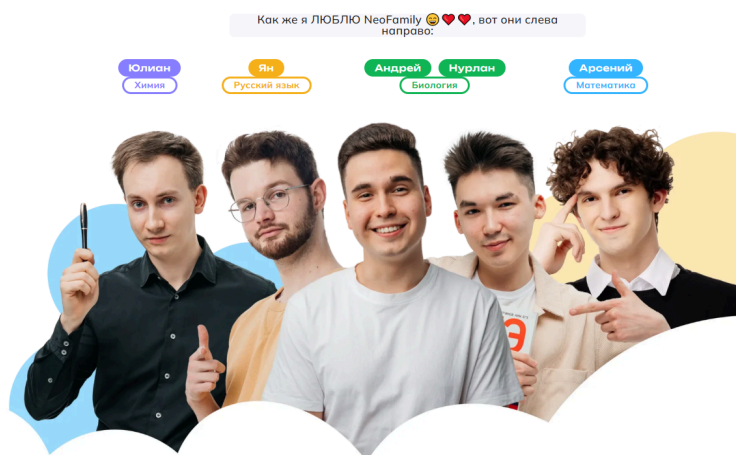 Как же я ЛЮБЛЮ NeoFamily 😄❤️❤️, вот они слева
направо:
Юлиан
Ян
Андрей
Нурлан
Арсений
Химия
Русский язык
Биология
Математика